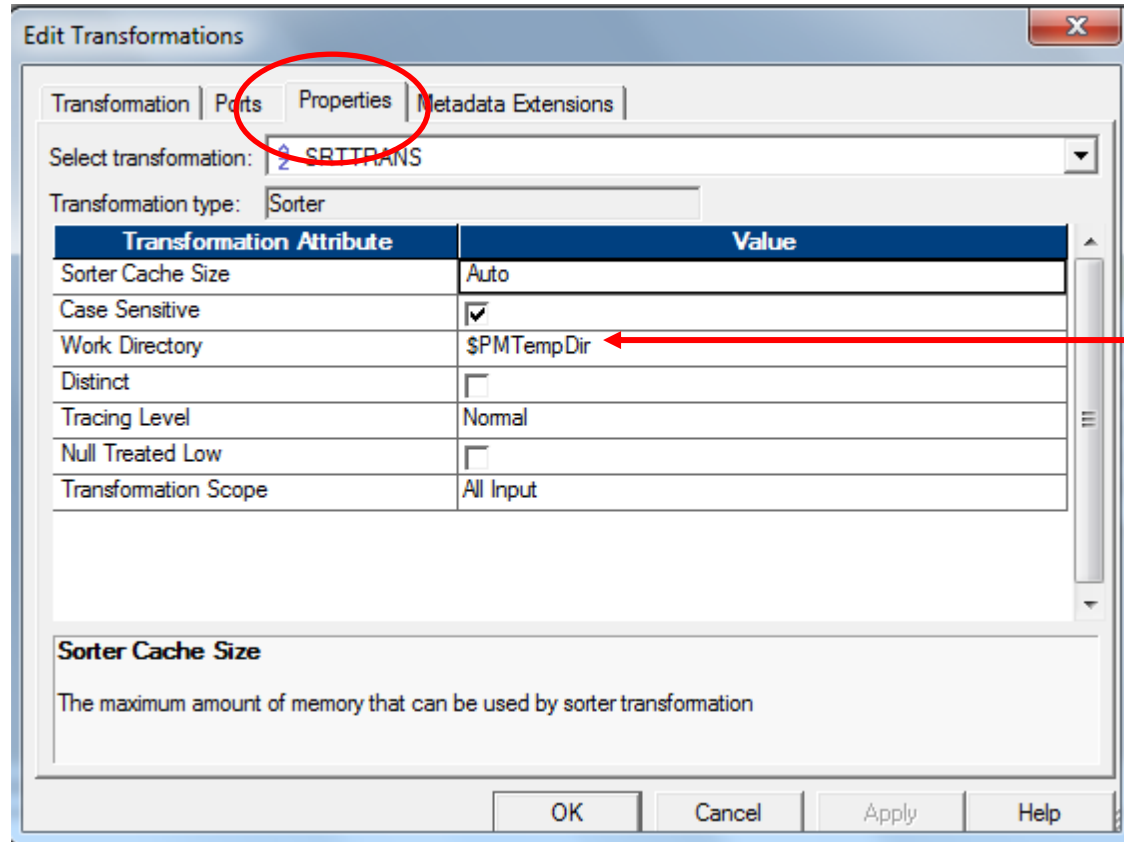 Edit Transformations
Transformation Ports Properties Metadata Extensions
Select transformation: SRTTRANS
Transformation type: Sorter
Transformation Attribute Value
Sorter Cache Size Auto
Case Sensitive
Work Directory $PMTempDir
Distinct
Tracing Level Normal
Null Treated Low
Transformation Scope All Input
Sorter Cache Size
The maximum amount of memory that can be used by sorter transformation
OK Cancel Apply Help